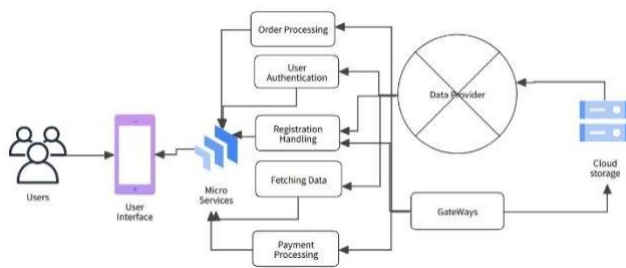 Order Processing
User
Authentication
Data Provider
Registration
Handling
Fetching Data
Micro
Services
Users
User
Interface
Cloud
storage
GateWays
Payment
Processing